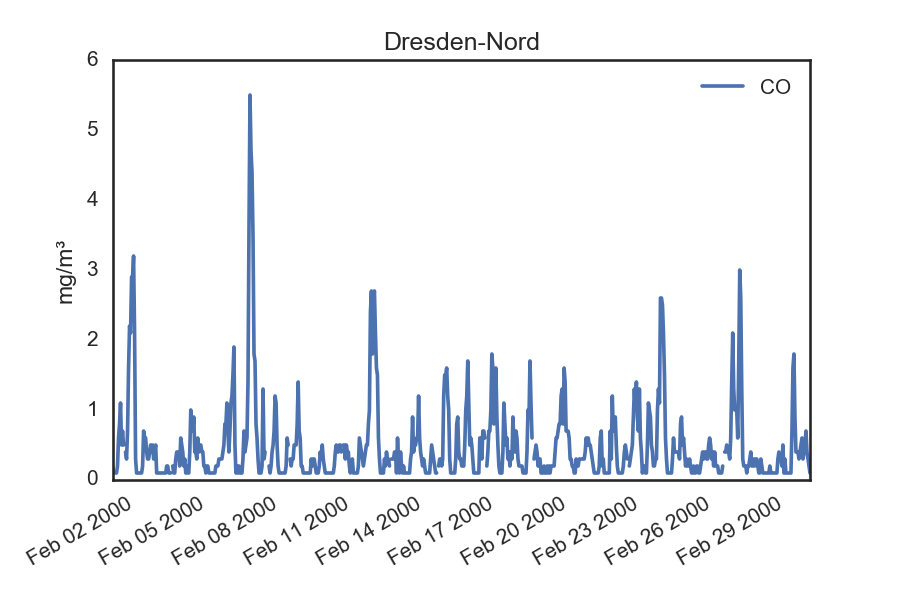 Dresden-Nord
6
5
4
3
2
1
0
mg/m³
CO
Feb 02 2000
Feb 05 2000
Feb 08 2000
Feb 11 2000
Feb 14 2000
Feb 17 2000
Feb 20 2000
Feb 23 2000
Feb 26 2000
Feb 29 2000